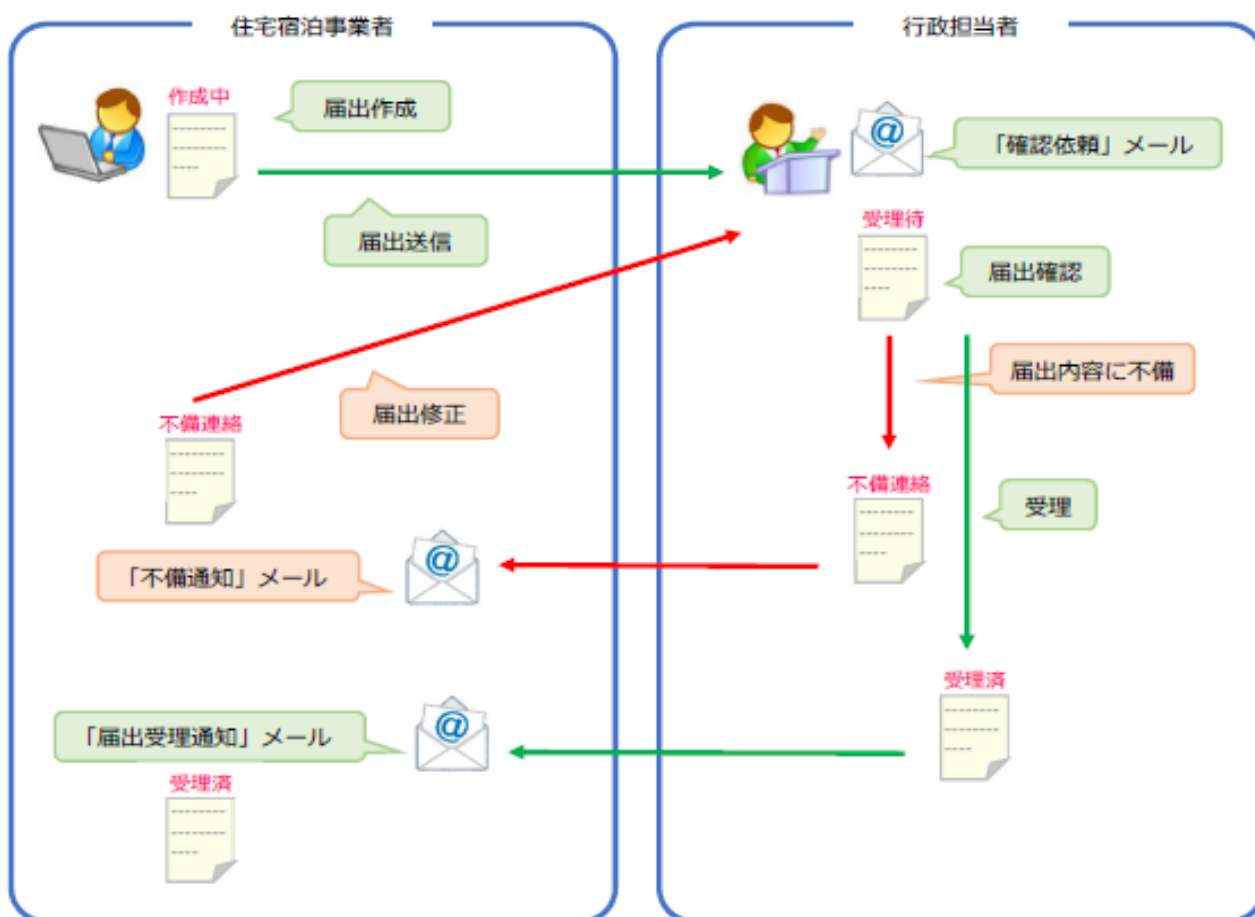 住宅宿泊事業者
行政担当者
作成中
届出作成
@
「確認依頼」メール
届出送信
受理待
届出確認
届出内容に不備
届出修正
不備連絡
不備連絡
受理
@
「不備通知」メール
受理済
@
「届出受理通知」メール
受理済